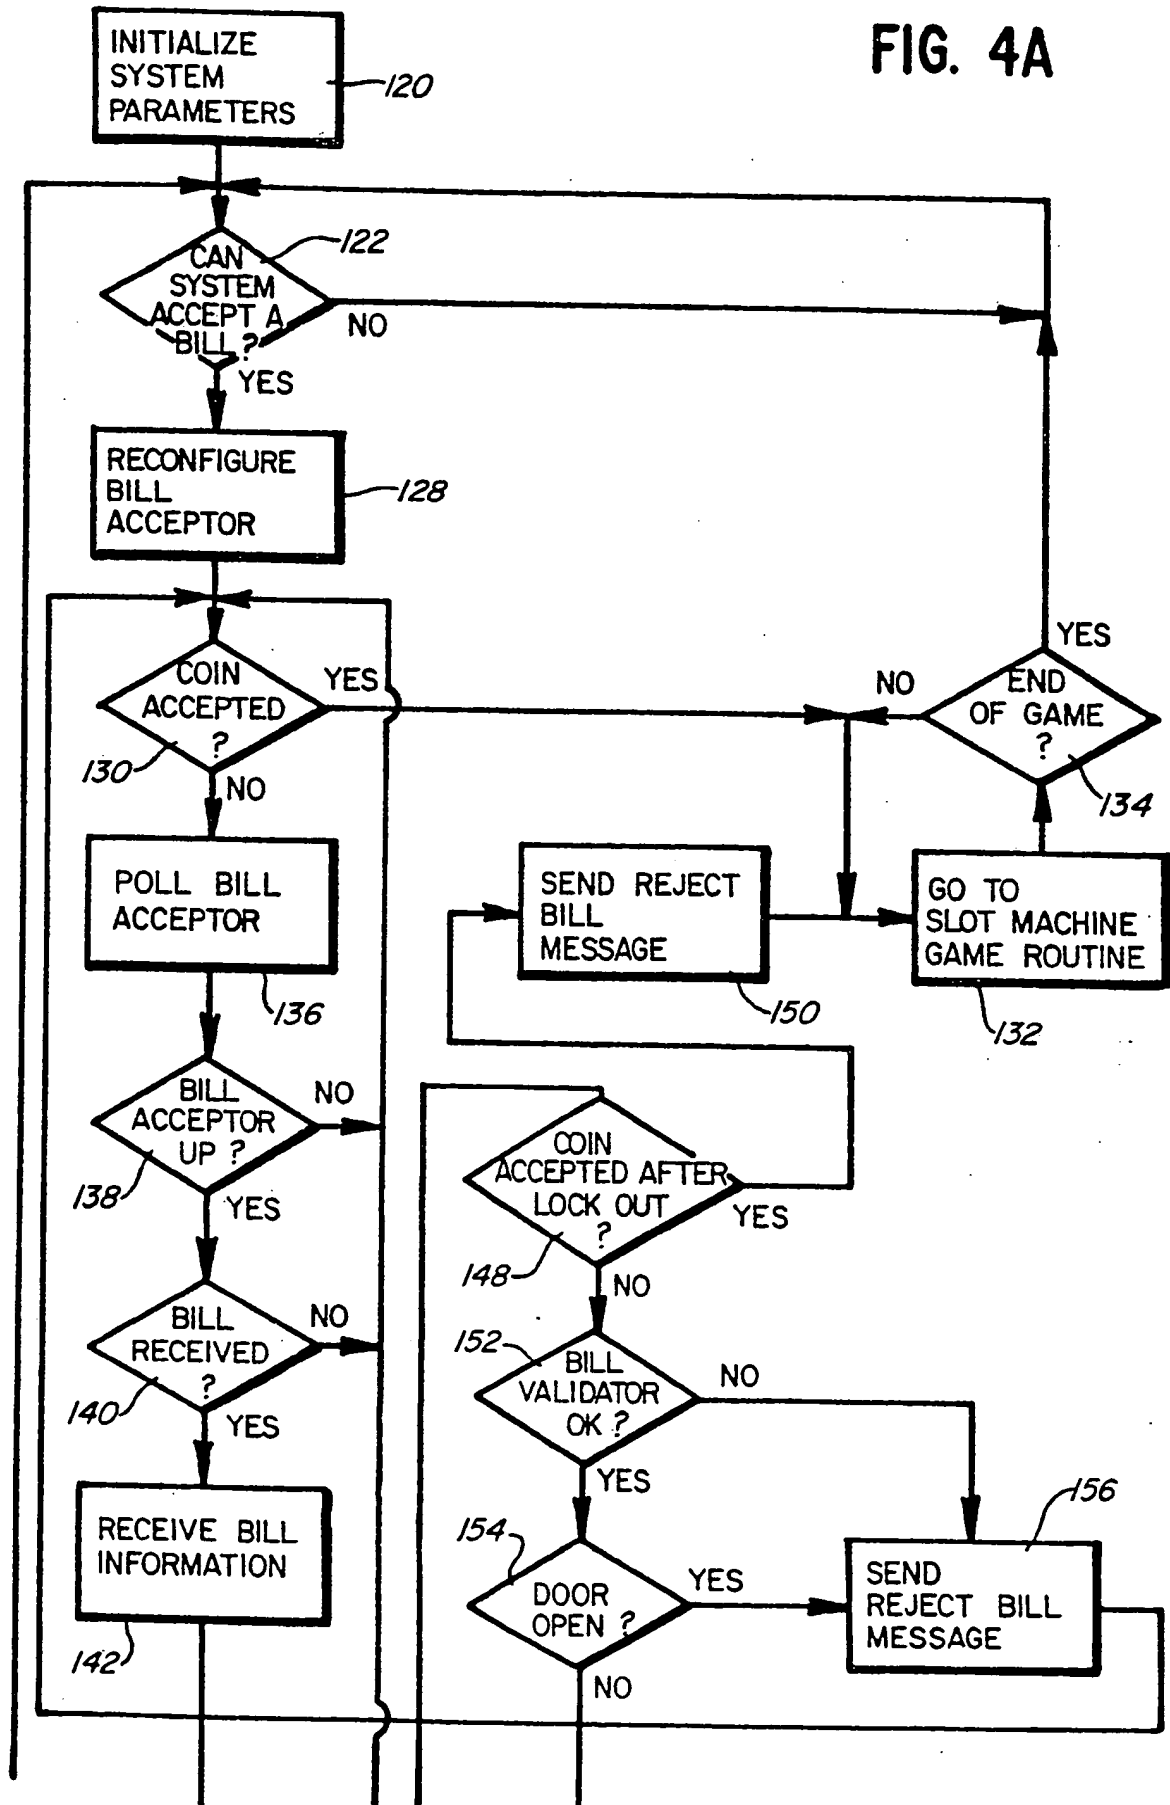 FIG. 4A
INITIALIZE
SYSTEM
PARAMETERS
120
CAN
SYSTEM
ACCEPT A
BILL ?
122
NO
YES
RECONFIGURE
BILL
ACCEPTOR
128
COIN
ACCEPTED
?
130
YES
NO
END
OF GAME
?
134
YES
NO
POLL BILL
ACCEPTOR
136
SEND REJECT
BILL
MESSAGE
150
GO TO
SLOT MACHINE
GAME ROUTINE
132
BILL
ACCEPTOR
UP ?
138
NO
YES
COIN
ACCEPTED AFTER
LOCK OUT
?
148
YES
NO
BILL
RECEIVED
?
140
NO
YES
152
BILL
VALIDATOR
OK ?
NO
YES
RECEIVE BILL
INFORMATION
142
154
DOOR
OPEN ?
YES
NO
156
SEND
REJECT BILL
MESSAGE